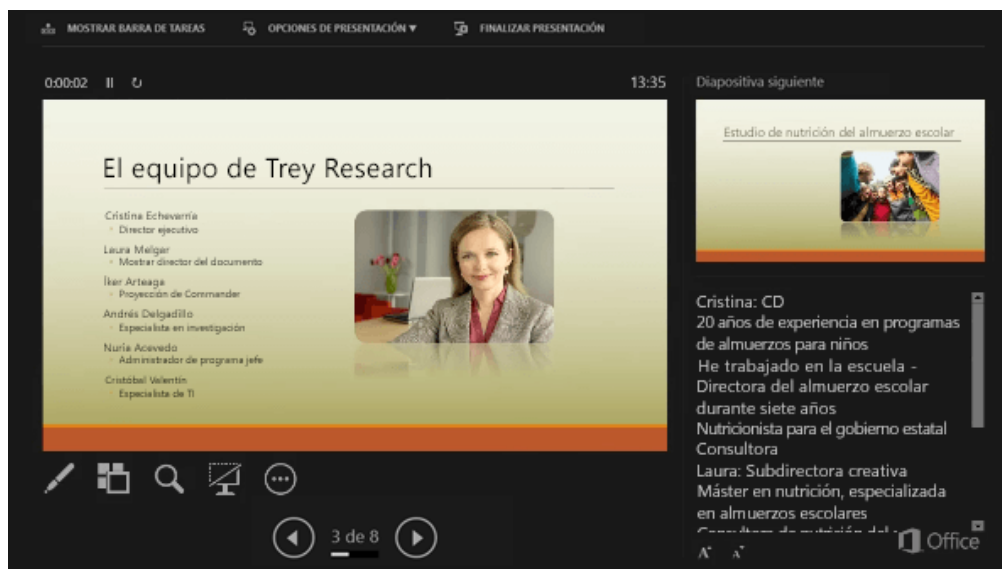 MOSTRAR BARRA DE TAREAS
OPCIONES DE PRESENTACIÓN ▼
FINALIZAR PRESENTACIÓN
0:00:02
13:35
El equipo de Trey Research
Cristina Echevarría
Director ejecutivo
Laura Melgar
Mostrar director del documento
Íker Arteaga
Proyección de Commander
Andrés Delgadillo
Especialista en investigación
Nuria Acevedo
Administrador de programa jefe
Cristóbal Valentín
Especialista de TI
3 de 8
Diapositiva siguiente
Estudio de nutrición del almuerzo escolar
Cristina: CD
20 años de experiencia en programas
de almuerzos para niños
He trabajado en la escuela -
Directora del almuerzo escolar
durante siete años
Nutricionista para el gobierno estatal
Consultora
Laura: Subdirectora creativa
Máster en nutrición, especializada
en almuerzos escolares
Office
A A